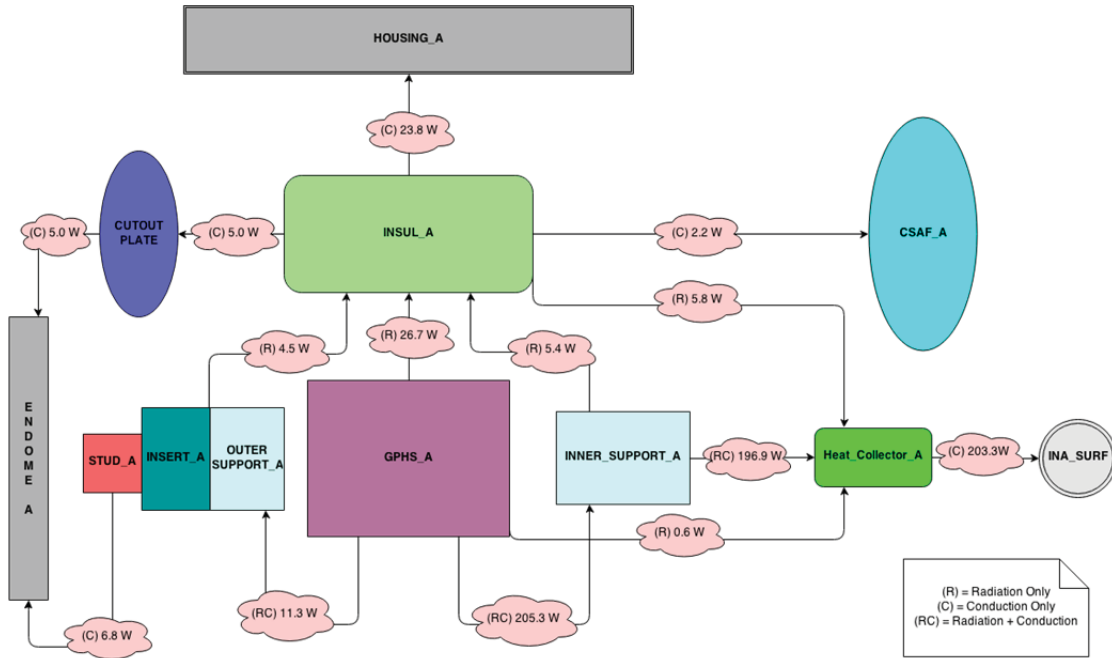 HOUSING_A
(C) 23.8 W
CUTOUT
PLATE
(C) 5.0 W
(C) 5.0 W
INSUL_A
(C) 2.2 W
CSAF_A
(R) 5.8 W
(R) 4.5 W
(R) 26.7 W
(R) 5.4 W
ENDOME A
STUD_A
INSERT_A
OUTER
SUPPORT_A
GPHS_A
INNER_SUPPORT_A
(RC) 196.9 W
Heat_Collector_A
(C) 203.3W
INA_SURF
(R) 0.6 W
(RC) 11.3 W
(RC) 205.3 W
(C) 6.8 W
(R) = Radiation Only
(C) = Conduction Only
(RC) = Radiation + Conduction